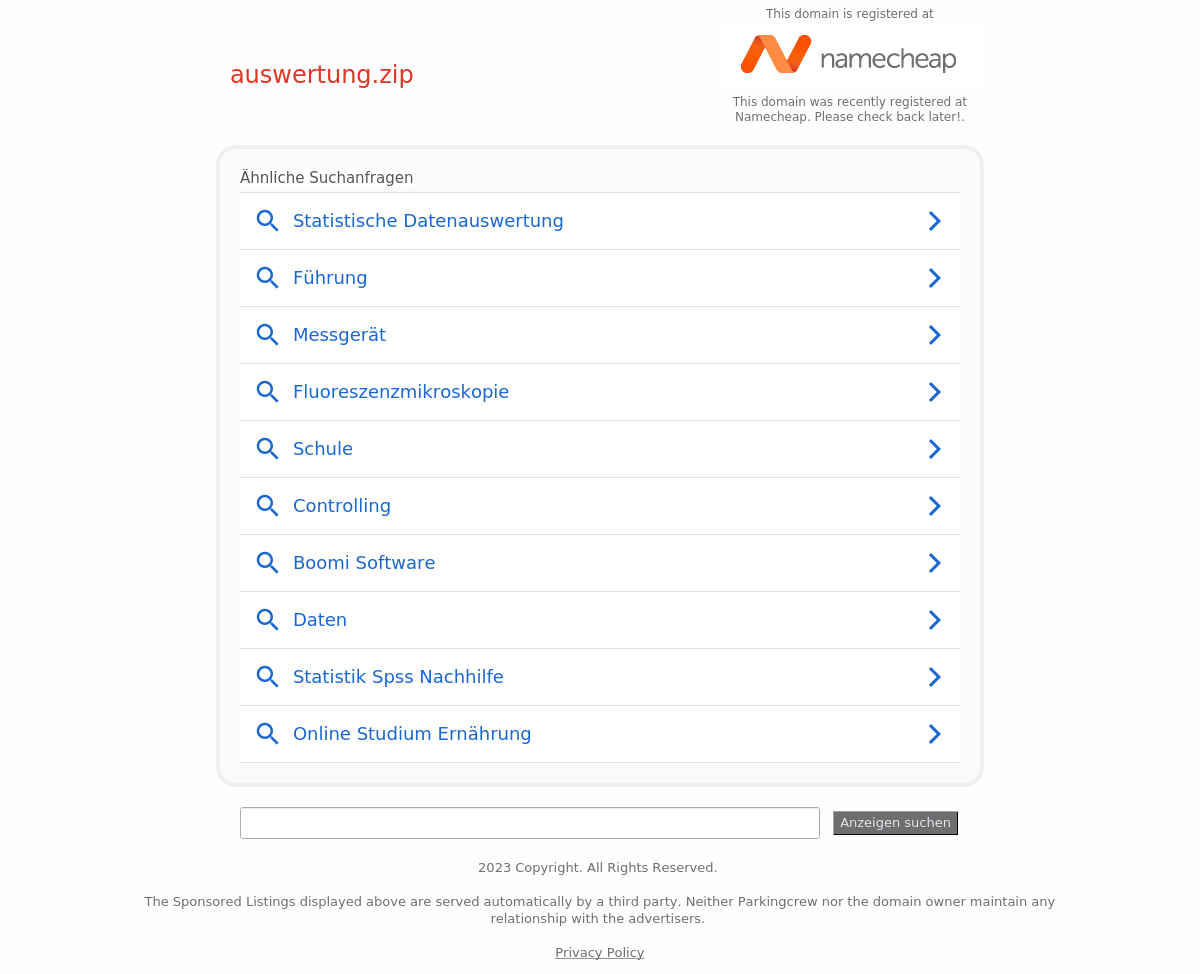 This domain is registered at
namecheap
auswertung.zip
This domain was recently registered at
Namecheap. Please check back later!.
Ähnliche Suchanfragen
Statistische Datenauswertung
Führung
Messgerät
Fluoreszenzmikroskopie
Schule
Controlling
Boomi Software
Daten
Statistik Spss Nachhilfe
Online Studium Ernährung
Anzeigen suchen
2023 Copyright. All Rights Reserved.
The Sponsored Listings displayed above are served automatically by a third party. Neither Parkingcrew nor the domain owner maintain any
relationship with the advertisers.
Privacy Policy